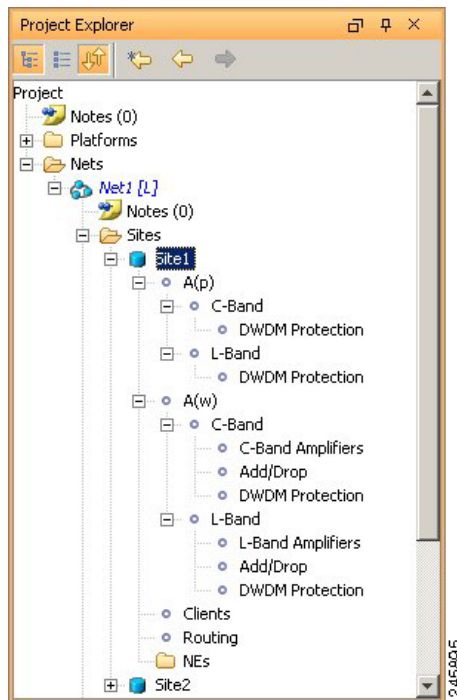 Project Explorer
Project
Notes (0)
Platforms
Nets
Net1 [L]
Notes (0)
Sites
Site1
A(p)
C-Band
DWDM Protection
L-Band
DWDM Protection
A(w)
C-Band
C-Band Amplifiers
Add/Drop
DWDM Protection
L-Band
L-Band Amplifiers
Add/Drop
DWDM Protection
Clients
Routing
NEs
Site2